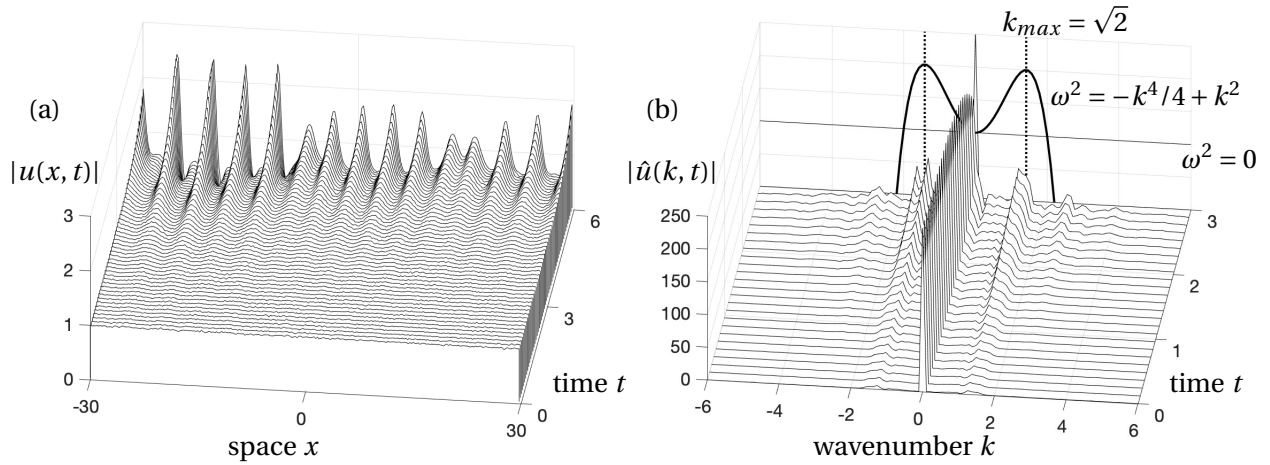 (a)
|u(x, t)|
3
2
1
0
-30
0
30
space x
0
3
6
time t
(b)
k_max = √2
ω² = −k⁴/4 + k²
ω² = 0
|û(k, t)|
250
200
150
100
50
0
-6
-4
-2
0
2
4
6
wavenumber k
0
1
2
3
time t